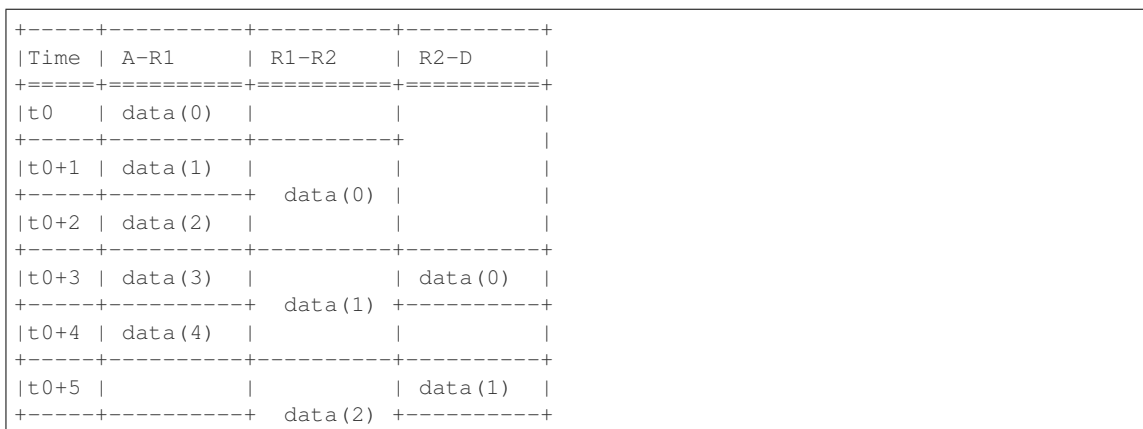 +-----+----------+----------+----------+
|Time | A-R1     | R1-R2    | R2-D     |
+=====+==========+==========+==========+
|t0   | data(0)  |          |          |
+-----+----------+----------+          |
|t0+1 | data(1)  |          |          |
+-----+----------+  data(0) |          |
|t0+2 | data(2)  |          |          |
+-----+----------+----------+----------+
|t0+3 | data(3)  |          | data(0)  |
+-----+----------+  data(1) +----------+
|t0+4 | data(4)  |          |          |
+-----+----------+----------+----------+
|t0+5 |          |          | data(1)  |
+-----+----------+  data(2) +----------+